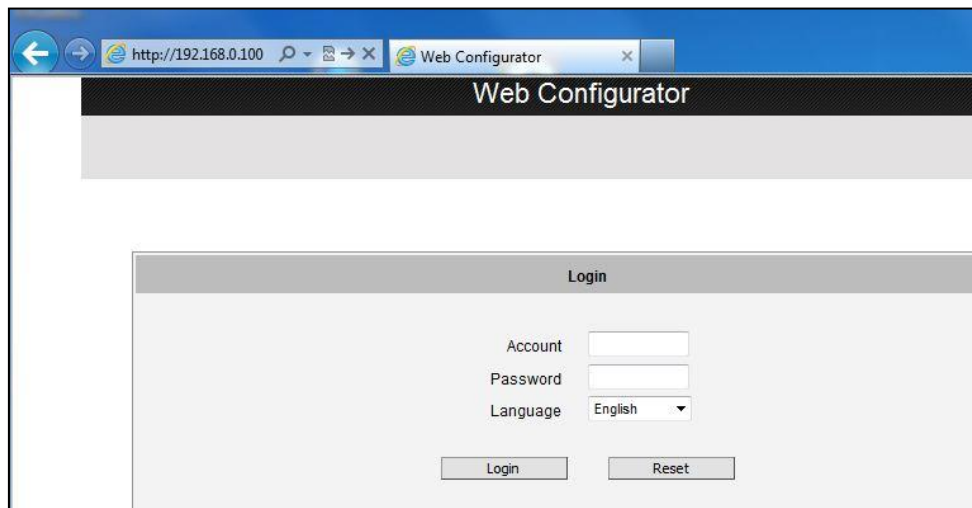 http://192.168.0.100
Web Configurator
Web Configurator
Login
Account
Password
Language English
Login Reset